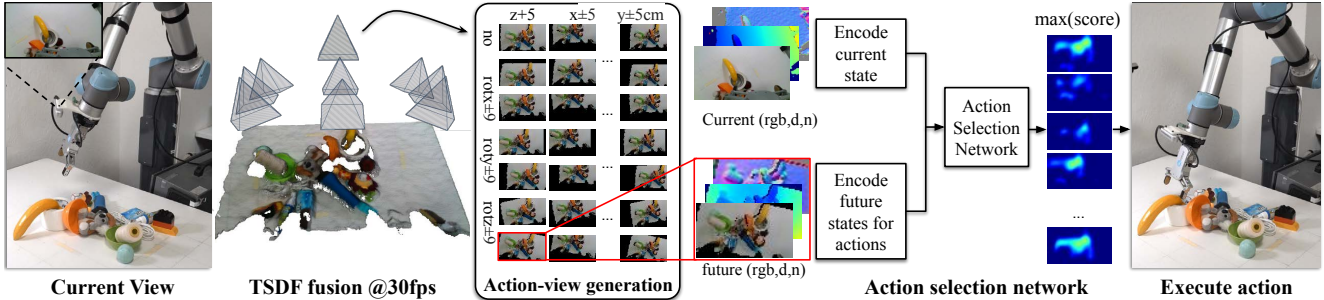 z+5 x±5 y±5cm
no
rotx±9
roty±9
rotz±9
...
...
...
...
Current (rgb,d,n)
future (rgb,d,n)
Encode
current
state
Encode
future
states for
actions
Action
Selection
Network
max(score)
...
Current View
TSDF fusion @30fps
Action-view generation
Action selection network
Execute action